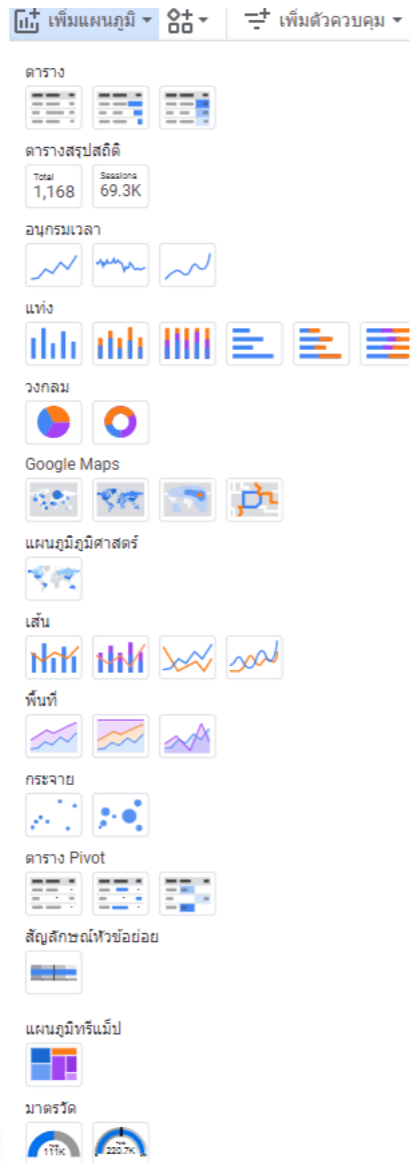 เพิ่มแผนภูมิ เพิ่มตัวควบคุม
ตาราง
ตารางสรุปสถิติ
Total Sessions
1,168 69.3K
อนุกรมเวลา
แท่ง
วงกลม
Google Maps
แผนภูมิภูมิศาสตร์
เส้น
พื้นที่
กระจาย
ตาราง Pivot
สัญลักษณ์หัวข้อย่อย
แผนภูมิทรีแม็ป
มาตรวัด
111K 220.7K